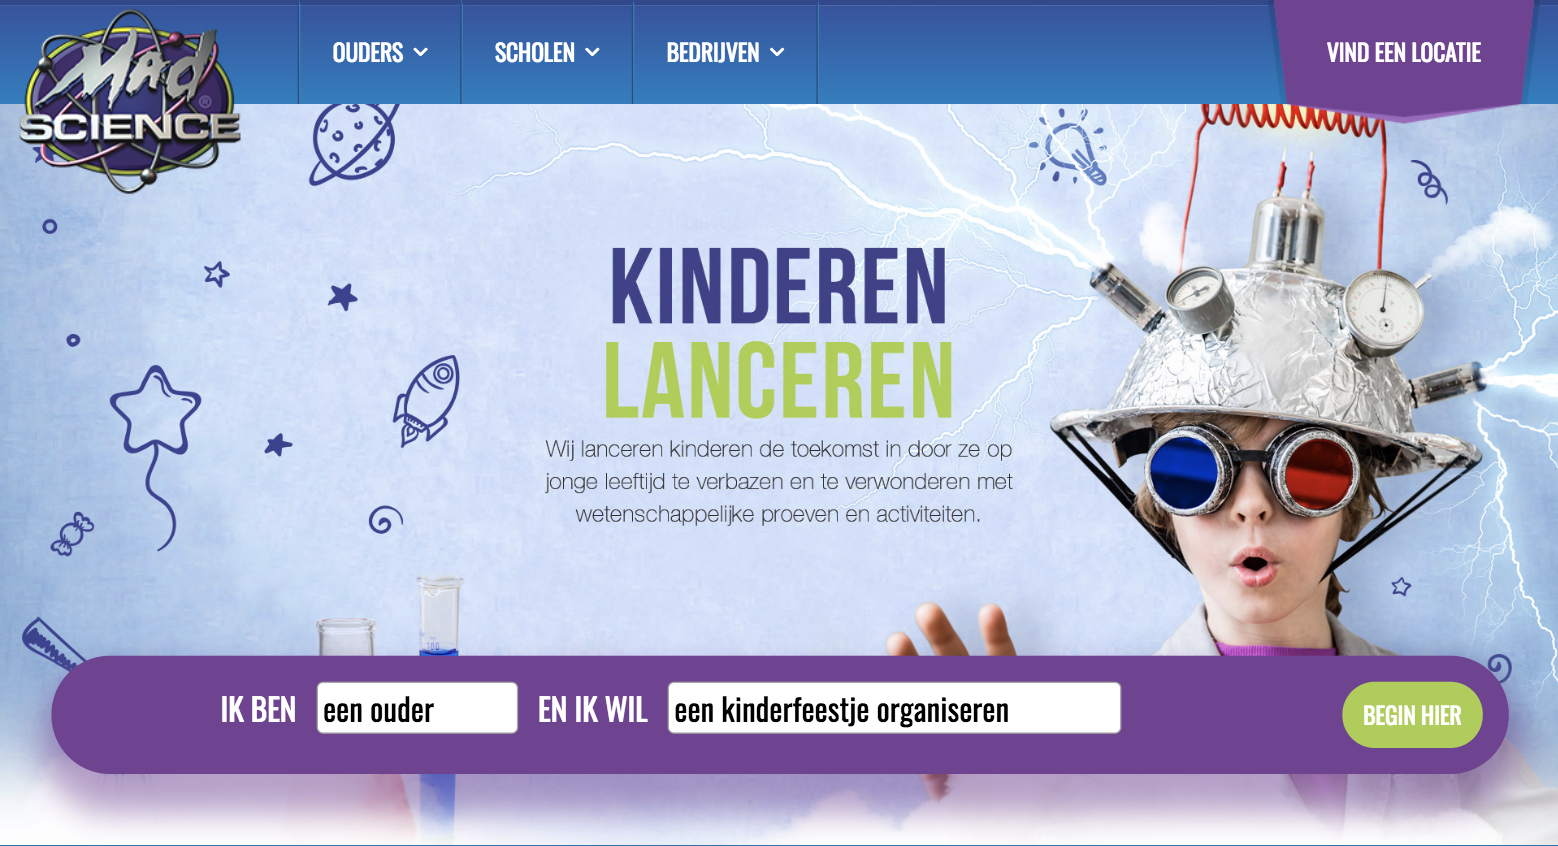 Mad
SCIENCE
®
OUDERS
SCHOLEN
BEDRIJVEN
VIND EEN LOCATIE
KINDEREN
LANCEREN
Wij lanceren kinderen de toekomst in door ze op
jonge leeftijd te verbazen en te verwonderen met
wetenschappelijke proeven en activiteiten.
100
IK BEN een ouder EN IK WIL een kinderfeestje organiseren
BEGIN HIER